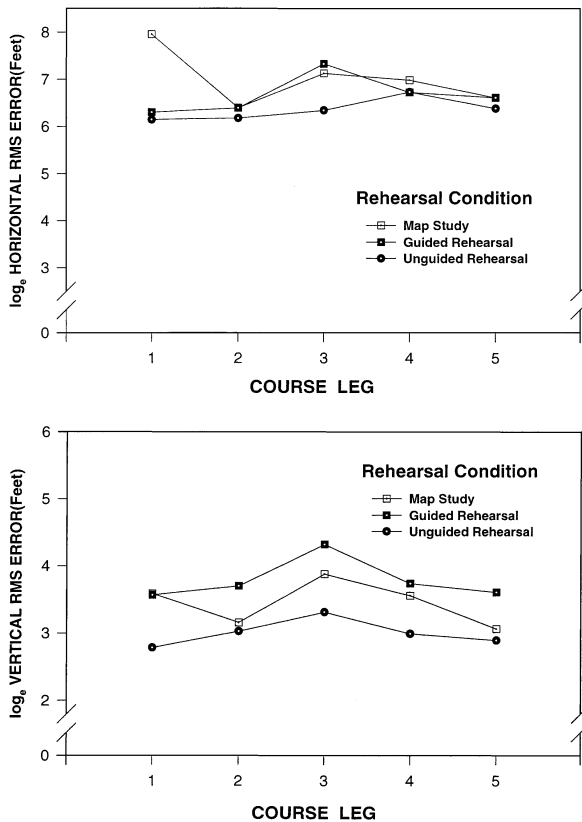 log_e HORIZONTAL RMS ERROR(Feet)
8
7
6
5
4
3
0
Rehearsal Condition
Map Study
Guided Rehearsal
Unguided Rehearsal
1 2 3 4 5
COURSE LEG
log_e VERTICAL RMS ERROR(Feet)
6
5
4
3
2
0
Rehearsal Condition
Map Study
Guided Rehearsal
Unguided Rehearsal
1 2 3 4 5
COURSE LEG